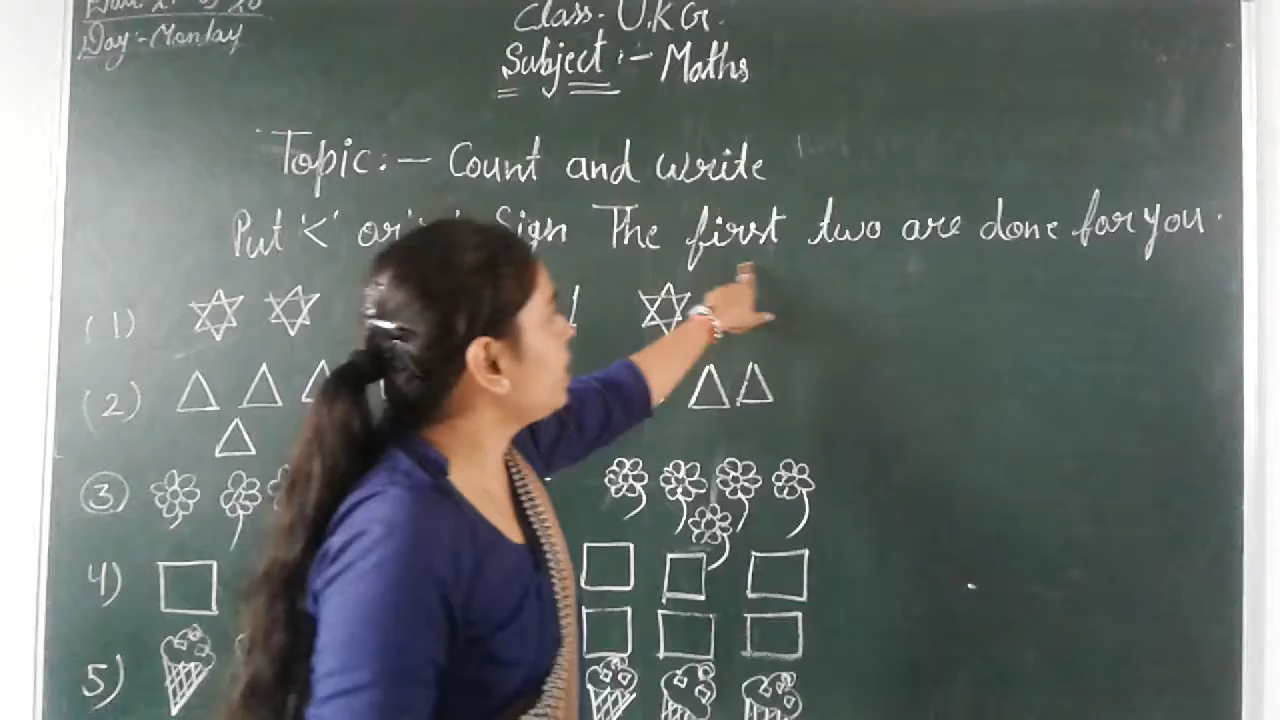 Day:-Monday
Class- U.K.G.
Subject:- Maths
Topic:- Count and write
Put '<' or Sign The first two are done for you.
(1)
(2)
3
4)
5)